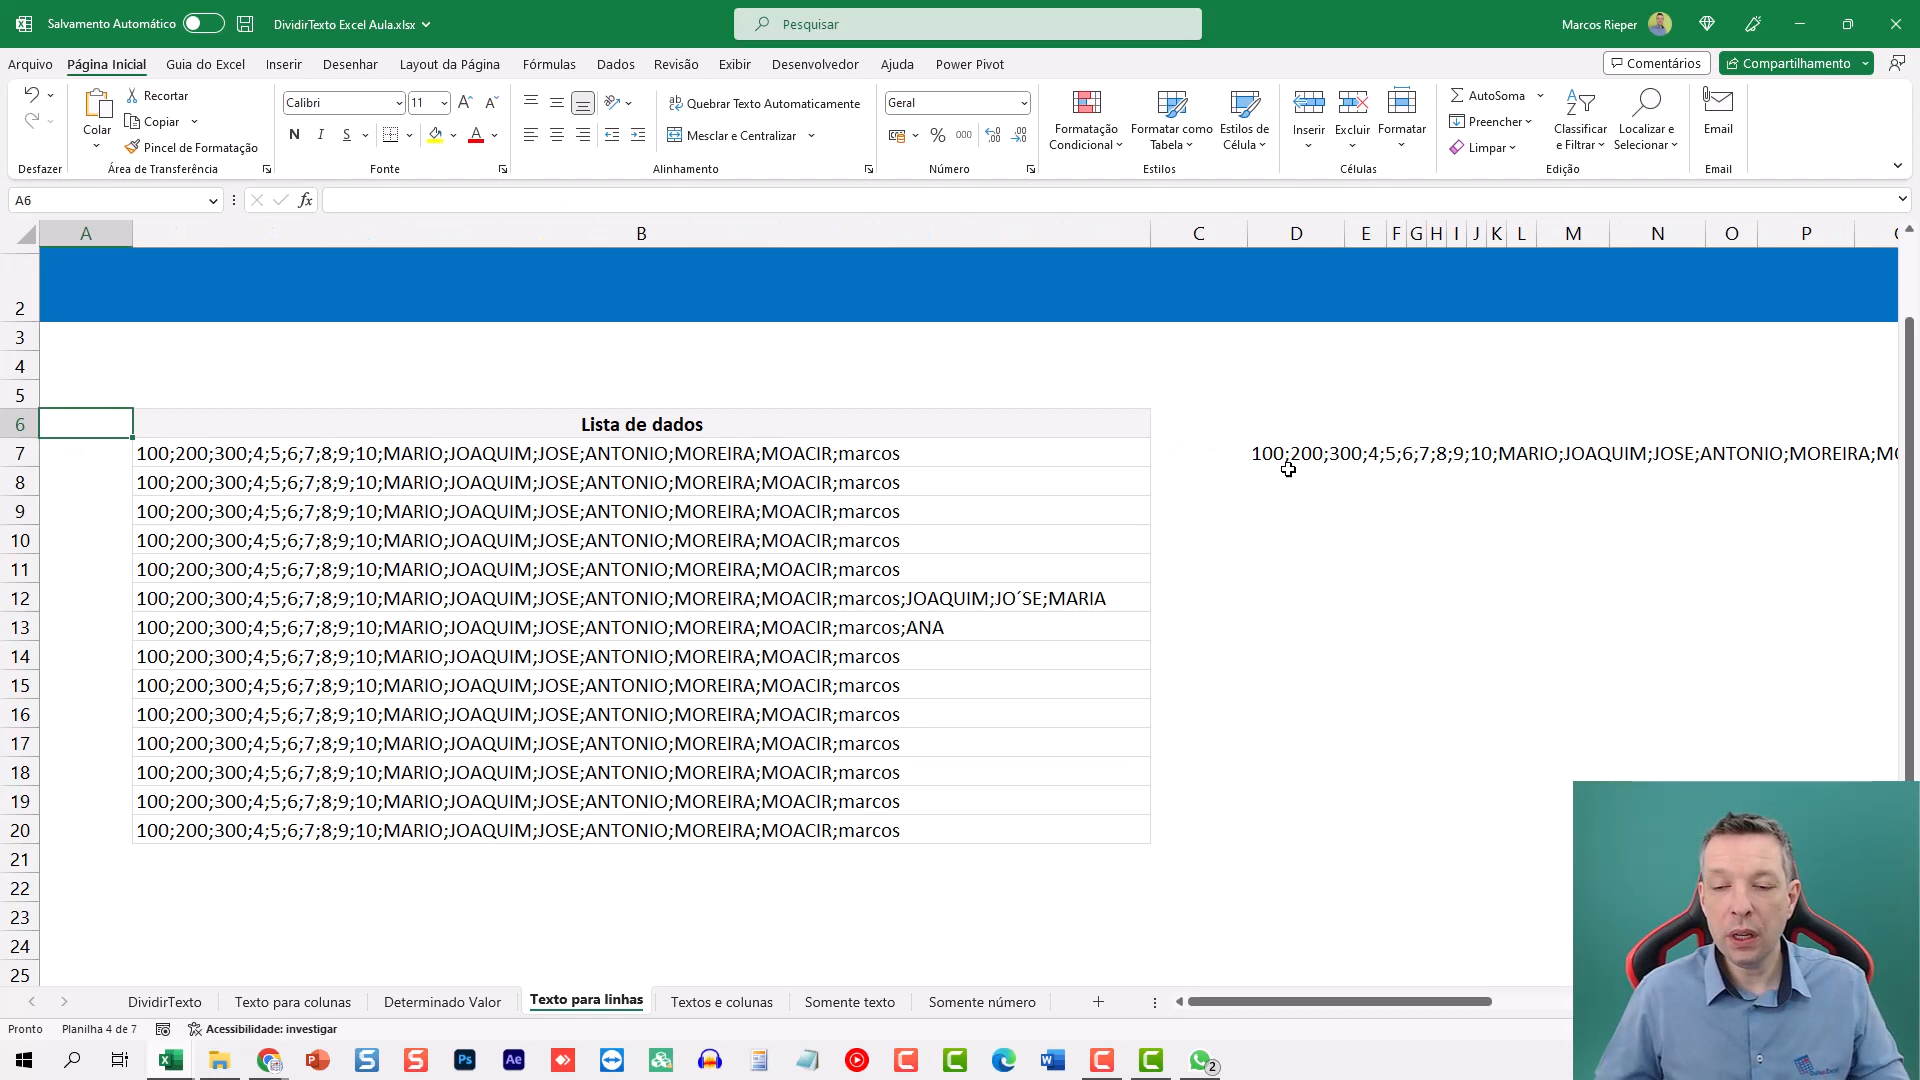 Salvamento Automático
DividirTexto Excel Aula.xlsx
Pesquisar
Marcos Rieper
Arquivo Página Inicial Guia do Excel Inserir Desenhar Layout da Página Fórmulas Dados Revisão Exibir Desenvolvedor Ajuda Power Pivot
Comentários
Compartilhamento
Colar
Recortar
Copiar
Pincel de Formatação
Calibri
11
N I S
Quebrar Texto Automaticamente
Mesclar e Centralizar
Geral
% 000
Formatação Condicional
Formatar como Tabela
Estilos de Célula
Inserir
Excluir
Formatar
AutoSoma
Preencher
Limpar
Classificar e Filtrar
Localizar e Selecionar
Email
Desfazer
Área de Transferência
Fonte
Alinhamento
Número
Estilos
Células
Edição
Email
A6
fx
A B C D E F G H I J K L M N O P
2
3
4
5
6 Lista de dados
7 100;200;300;4;5;6;7;8;9;10;MARIO;JOAQUIM;JOSE;ANTONIO;MOREIRA;MOACIR;marcos 100;200;300;4;5;6;7;8;9;10;MARIO;JOAQUIM;JOSE;ANTONIO;MOREIRA;MO
8 100;200;300;4;5;6;7;8;9;10;MARIO;JOAQUIM;JOSE;ANTONIO;MOREIRA;MOACIR;marcos
9 100;200;300;4;5;6;7;8;9;10;MARIO;JOAQUIM;JOSE;ANTONIO;MOREIRA;MOACIR;marcos
10 100;200;300;4;5;6;7;8;9;10;MARIO;JOAQUIM;JOSE;ANTONIO;MOREIRA;MOACIR;marcos
11 100;200;300;4;5;6;7;8;9;10;MARIO;JOAQUIM;JOSE;ANTONIO;MOREIRA;MOACIR;marcos
12 100;200;300;4;5;6;7;8;9;10;MARIO;JOAQUIM;JOSE;ANTONIO;MOREIRA;MOACIR;marcos;JOAQUIM;JO´SE;MARIA
13 100;200;300;4;5;6;7;8;9;10;MARIO;JOAQUIM;JOSE;ANTONIO;MOREIRA;MOACIR;marcos;ANA
14 100;200;300;4;5;6;7;8;9;10;MARIO;JOAQUIM;JOSE;ANTONIO;MOREIRA;MOACIR;marcos
15 100;200;300;4;5;6;7;8;9;10;MARIO;JOAQUIM;JOSE;ANTONIO;MOREIRA;MOACIR;marcos
16 100;200;300;4;5;6;7;8;9;10;MARIO;JOAQUIM;JOSE;ANTONIO;MOREIRA;MOACIR;marcos
17 100;200;300;4;5;6;7;8;9;10;MARIO;JOAQUIM;JOSE;ANTONIO;MOREIRA;MOACIR;marcos
18 100;200;300;4;5;6;7;8;9;10;MARIO;JOAQUIM;JOSE;ANTONIO;MOREIRA;MOACIR;marcos
19 100;200;300;4;5;6;7;8;9;10;MARIO;JOAQUIM;JOSE;ANTONIO;MOREIRA;MOACIR;marcos
20 100;200;300;4;5;6;7;8;9;10;MARIO;JOAQUIM;JOSE;ANTONIO;MOREIRA;MOACIR;marcos
21
22
23
24
25
DividirTexto Texto para colunas Determinado Valor Texto para linhas Textos e colunas Somente texto Somente número
Pronto Planilha 4 de 7 Acessibilidade: investigar
2